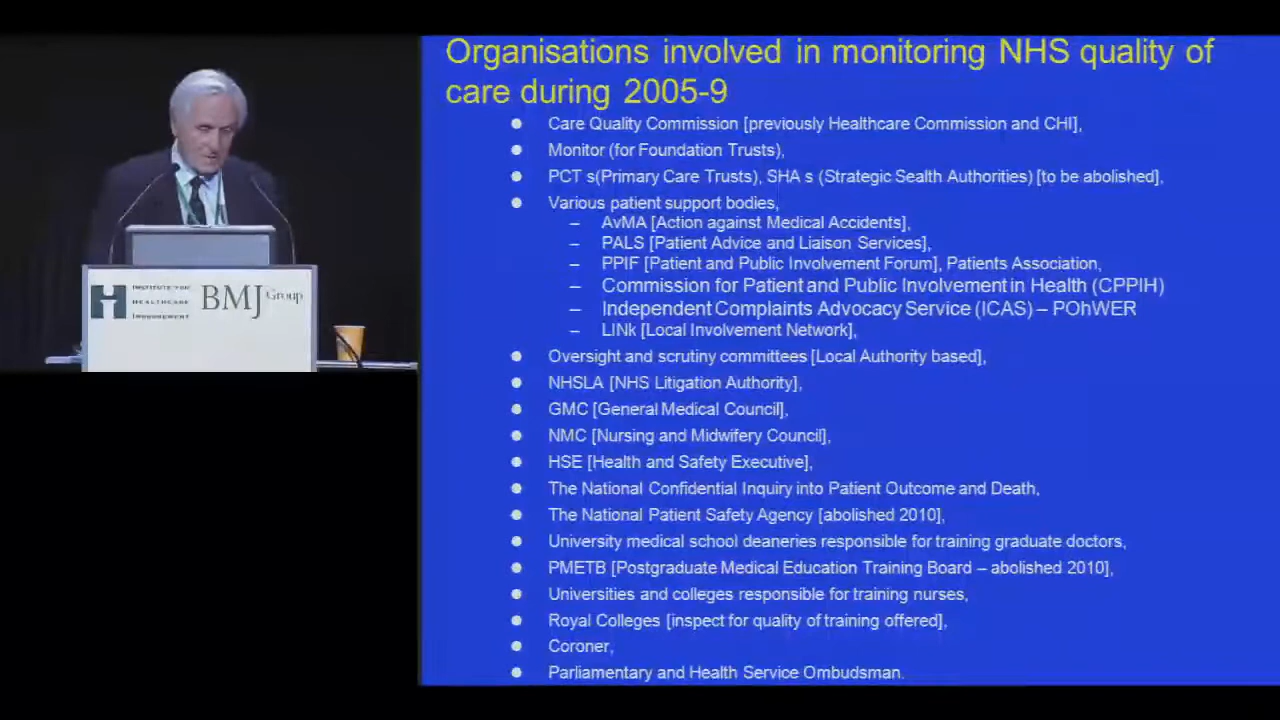 Organisations involved in monitoring NHS quality of
care during 2005-9
● Care Quality Commission [previously Healthcare Commission and CHI],
● Monitor (for Foundation Trusts),
● PCT s(Primary Care Trusts), SHA s (Strategic Sealth Authorities) [to be abolished],
● Various patient support bodies,
– AvMA [Action against Medical Accidents],
– PALS [Patient Advice and Liaison Services],
– PPIF [Patient and Public Involvement Forum], Patients Association,
– Commission for Patient and Public Involvement in Health (CPPIH)
– Independent Complaints Advocacy Service (ICAS) – POhWER
– LINk [Local Involvement Network],
● Oversight and scrutiny committees [Local Authority based],
● NHSLA [NHS Litigation Authority],
● GMC [General Medical Council],
● NMC [Nursing and Midwifery Council],
● HSE [Health and Safety Executive],
● The National Confidential Inquiry into Patient Outcome and Death,
● The National Patient Safety Agency [abolished 2010],
● University medical school deaneries responsible for training graduate doctors,
● PMETB [Postgraduate Medical Education Training Board – abolished 2010],
● Universities and colleges responsible for training nurses,
● Royal Colleges [inspect for quality of training offered],
● Coroner,
● Parliamentary and Health Service Ombudsman.
INSTITUTE FOR
HEALTHCARE
IMPROVEMENT
BMJ Group